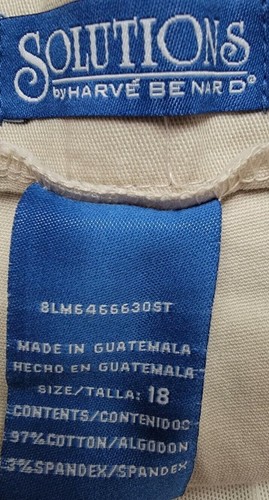 SOLUTIONS
by HARVÉ BENARD®
8LM6466630ST
MADE IN GUATEMALA
HECHO EN GUATEMALA
SIZE/TALLA: 18
CONTENTS/CONTENIDOS
97%COTTON/ALGODON
3%SPANDEX/SPANDEX